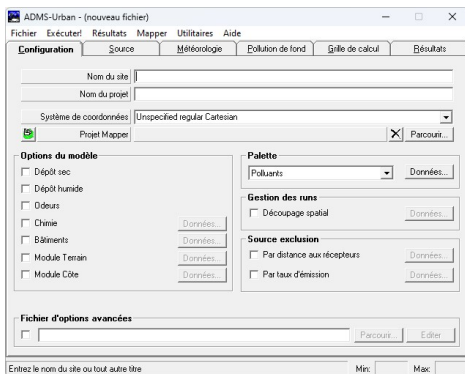 ADMS-Urban - (nouveau fichier)
Fichier Exécuter! Résultats Mapper Utilitaires Aide
Configuration Source Météorologie Pollution de fond Grille de calcul Résultats
Nom du site
Nom du projet
Système de coordonnées Unspecified regular Cartesian
Projet Mapper Parcourir...
Options du modèle
Dépôt sec
Dépôt humide
Odeurs
Chimie Données...
Bâtiments Données...
Module Terrain Données...
Module Côte Données...
Palette
Polluants Données...
Gestion des runs
Découpage spatial Données...
Source exclusion
Par distance aux récepteurs Données...
Par taux d'émission Données...
Fichier d'options avancées
Parcourir... Editer
Entrez le nom du site ou tout autre titre Min: Max: